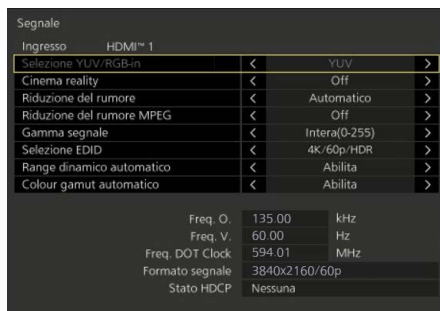 Segnale
Ingresso HDMI™ 1
Selezione YUV/RGB-in < YUV >
Cinema reality < Off >
Riduzione del rumore < Automatico >
Riduzione del rumore MPEG < Off >
Gamma segnale < Intera(0-255) >
Selezione EDID < 4K/60p/HDR >
Range dinamico automatico < Abilita >
Colour gamut automatico < Abilita >
Freq. O. 135.00 kHz
Freq. V. 60.00 Hz
Freq. DOT Clock 594.01 MHz
Formato segnale 3840x2160/60p
Stato HDCP Nessuna